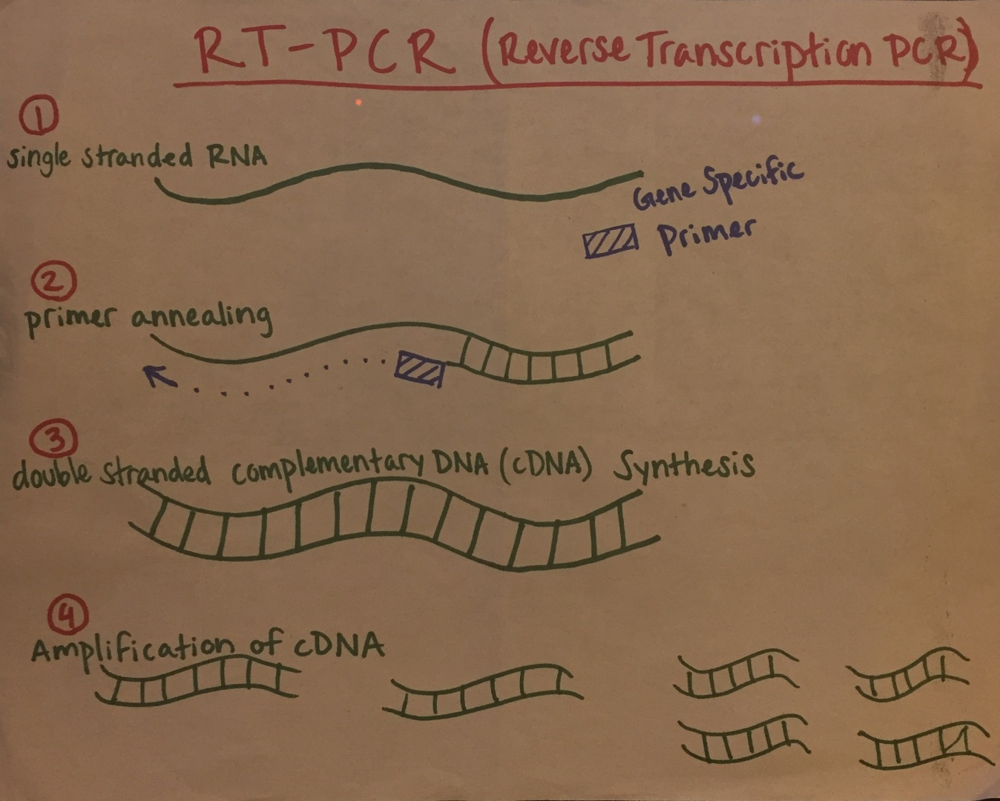 RT-PCR (Reverse Transcription PCR)
1
single stranded RNA
Gene Specific
Primer
2
primer annealing
3
double stranded complementary DNA (cDNA) Synthesis
4
Amplification of cDNA